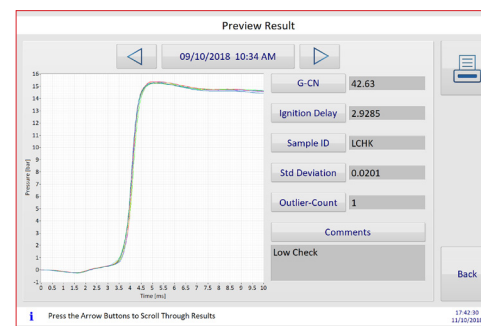 Preview Result
09/10/2018 10:34 AM
G-CN 42.63
Ignition Delay 2.9285
Sample ID LCHK
Std Deviation 0.0201
Outlier-Count 1
Comments
Low Check
Pressure [bar]
16
15
14
13
12
11
10
9
8
7
6
5
4
3
2
1
0
-1
0 0.5 1 1.5 2 2.5 3 3.5 4 4.5 5 5.5 6 6.5 7 7.5 8 8.5 9 9.5 10
Time [ms]
Back
i Press the Arrow Buttons to Scroll Through Results
17:42:30
11/10/2018